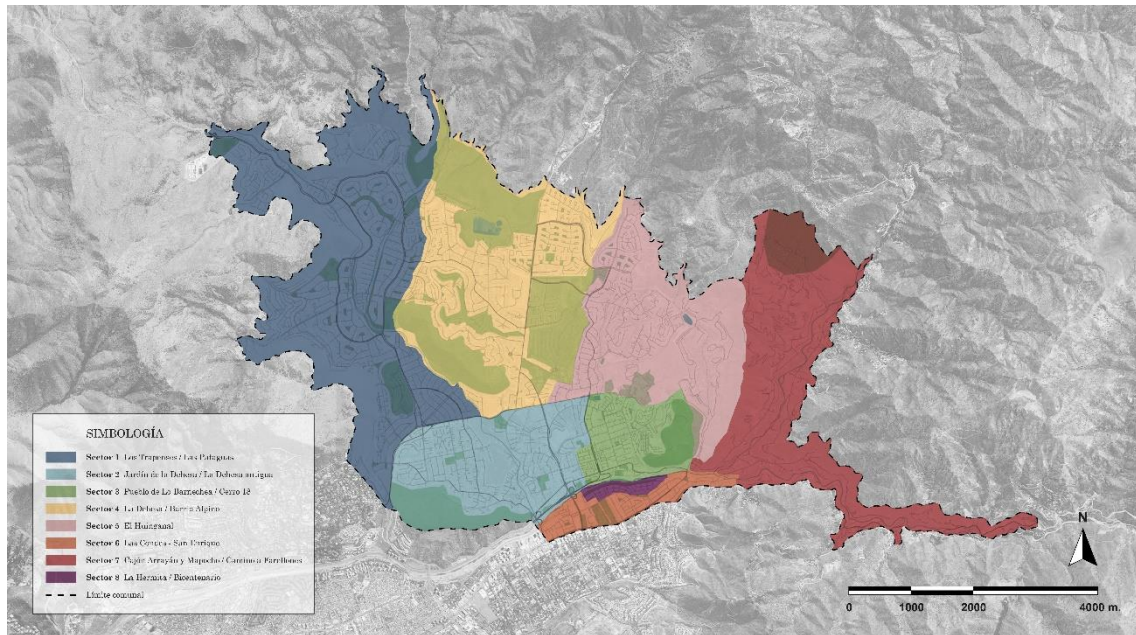 SIMBOLOGÍA
Sector 1 Los Trapenses / Las Pataguas
Sector 2 Jardín de la Dehesa / La Dehesa antigua
Sector 3 Pueblo de Lo Barnechea / Cerro 18
Sector 4 La Dehesa / Barrio Alpino
Sector 5 El Huinganal
Sector 6 Las Condes - San Enrique
Sector 7 Cajón Arrayán y Mapocho / Camino a Farellones
Sector 8 La Hermita / Bicentenario
Límite comunal
N
0 1000 2000 4000 m.